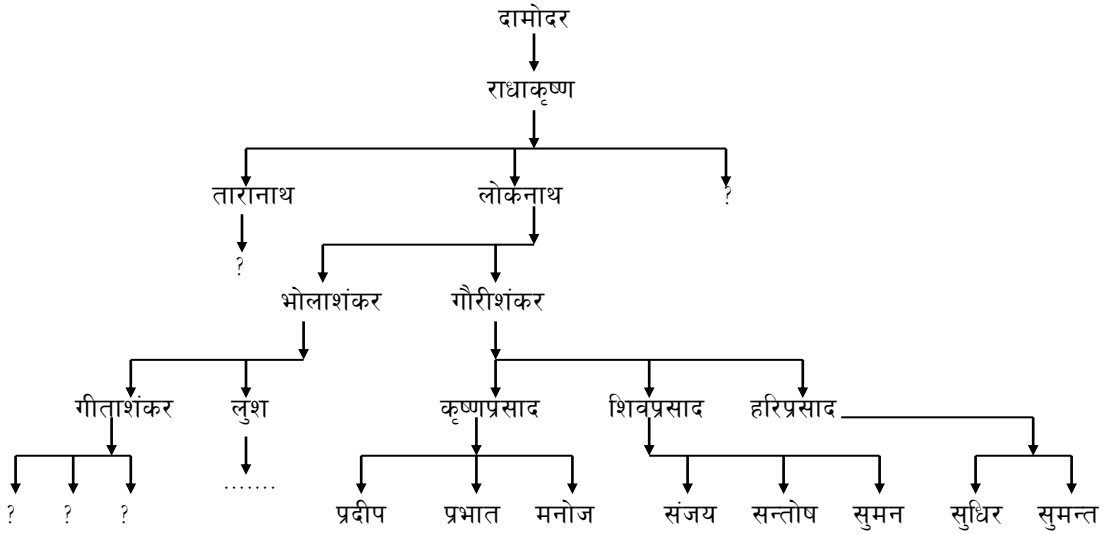 दामोदर
राधाकृष्ण
तारानाथ लोकनाथ ?
?
भोलाशंकर गौरीशंकर
गीताशंकर लुश कृष्णप्रसाद शिवप्रसाद हरिप्रसाद
.......
? ? ? प्रदीप प्रभात मनोज संजय सन्तोष सुमन सुधिर सुमन्त